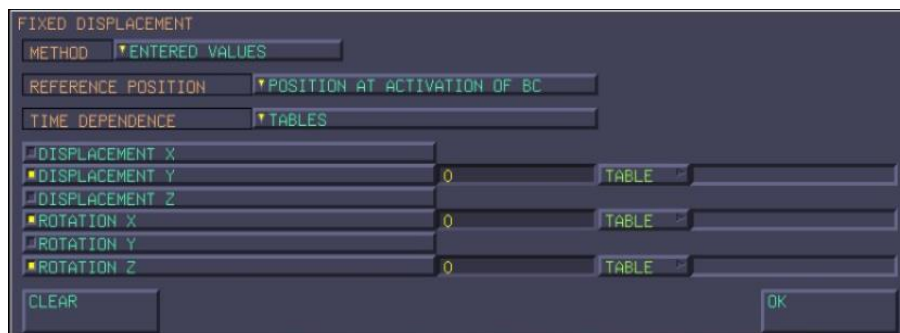 FIXED DISPLACEMENT
METHOD ENTERED VALUES
REFERENCE POSITION POSITION AT ACTIVATION OF BC
TIME DEPENDENCE TABLES
DISPLACEMENT X
DISPLACEMENT Y 0 TABLE
DISPLACEMENT Z
ROTATION X 0 TABLE
ROTATION Y
ROTATION Z 0 TABLE
CLEAR OK